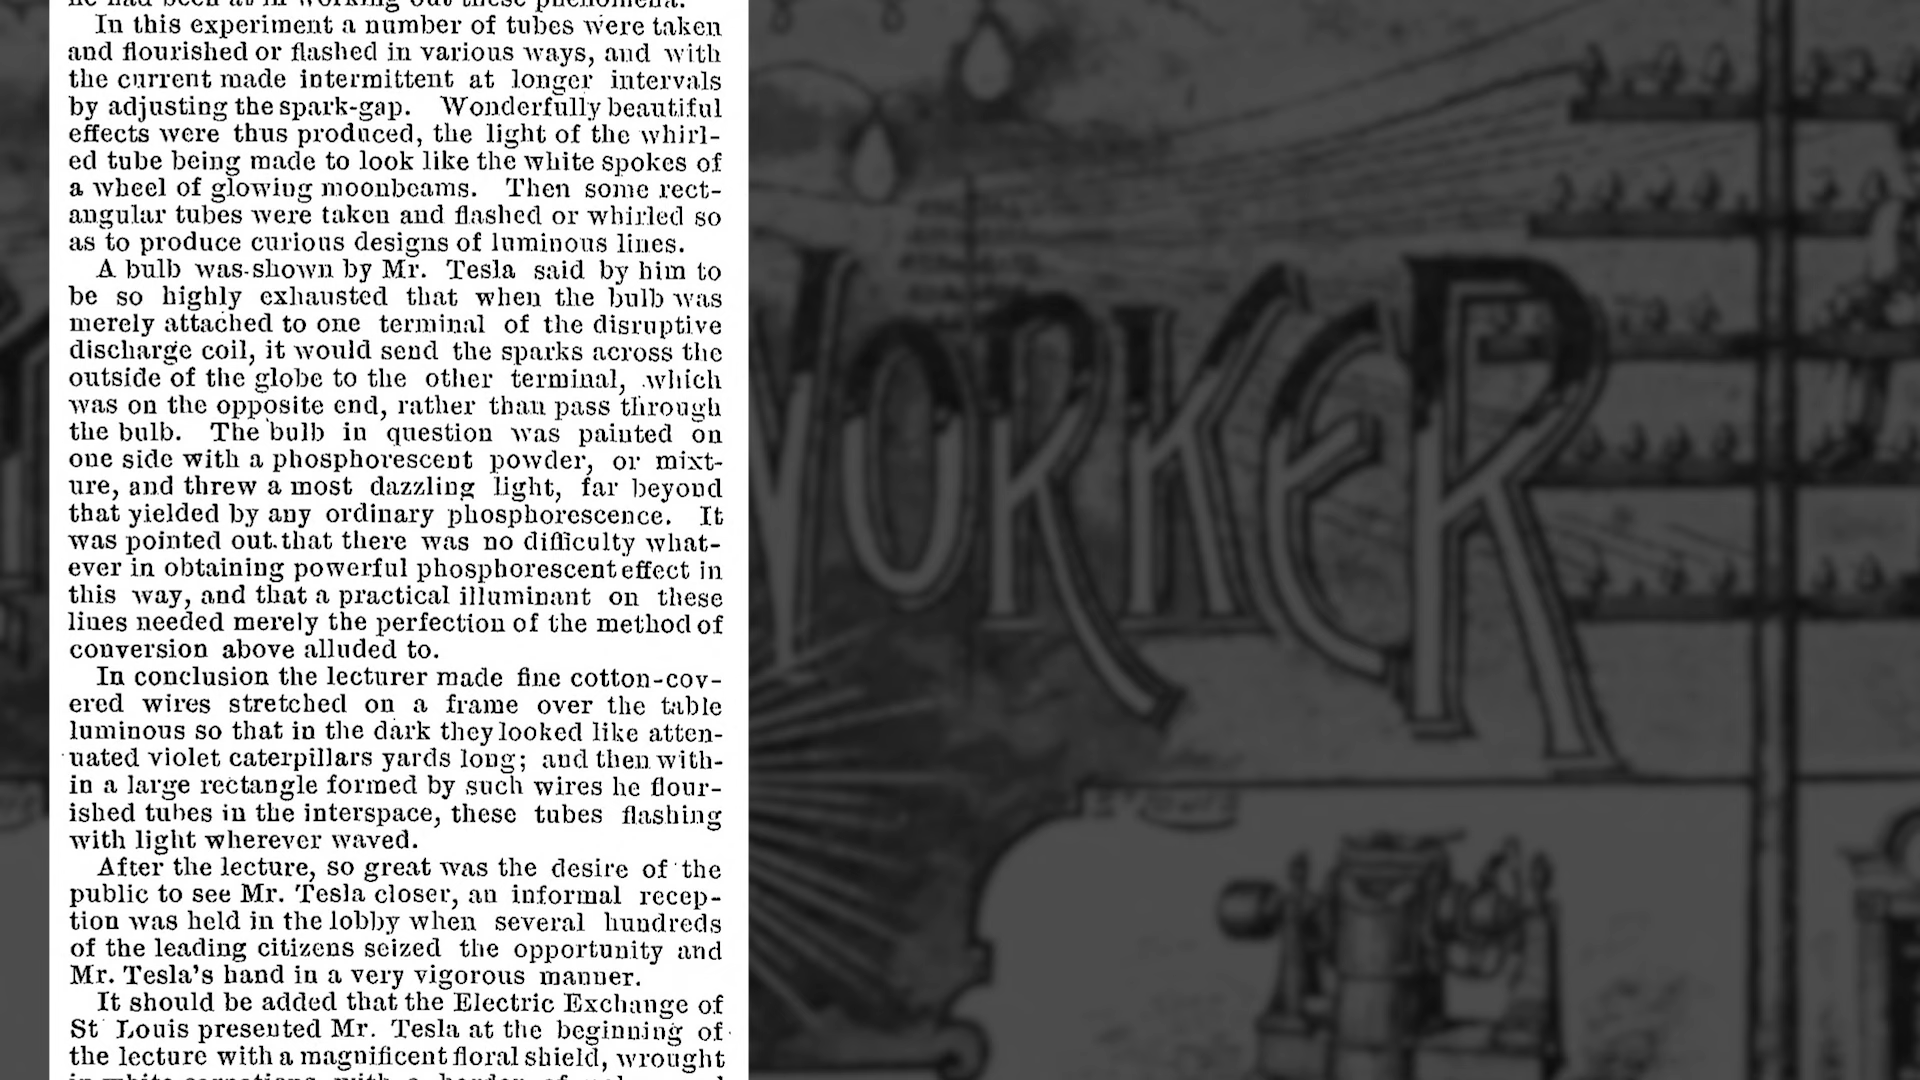 he had been at in working out these phenomena.
In this experiment a number of tubes were taken
and flourished or flashed in various ways, and with
the current made intermittent at longer intervals
by adjusting the spark-gap. Wonderfully beautiful
effects were thus produced, the light of the whirl-
ed tube being made to look like the white spokes of
a wheel of glowing moonbeams. Then some rect-
angular tubes were taken and flashed or whirled so
as to produce curious designs of luminous lines.
A bulb was shown by Mr. Tesla said by him to
be so highly exhausted that when the bulb was
merely attached to one terminal of the disruptive
discharge coil, it would send the sparks across the
outside of the globe to the other terminal, which
was on the opposite end, rather than pass through
the bulb. The bulb in question was painted on
one side with a phosphorescent powder, or mixt-
ure, and threw a most dazzling light, far beyond
that yielded by any ordinary phosphorescence. It
was pointed out that there was no difficulty what-
ever in obtaining powerful phosphorescent effect in
this way, and that a practical illuminant on these
lines needed merely the perfection of the method of
conversion above alluded to.
In conclusion the lecturer made fine cotton-cov-
ered wires stretched on a frame over the table
luminous so that in the dark they looked like atten-
uated violet caterpillars yards long; and then with-
in a large rectangle formed by such wires he flour-
ished tubes in the interspace, these tubes flashing
with light wherever waved.
After the lecture, so great was the desire of the
public to see Mr. Tesla closer, an informal recep-
tion was held in the lobby when several hundreds
of the leading citizens seized the opportunity and
Mr. Tesla's hand in a very vigorous manner.
It should be added that the Electric Exchange of
St Louis presented Mr. Tesla at the beginning of
the lecture with a magnificent floral shield, wrought
in white carnations, with a border of
WORKER